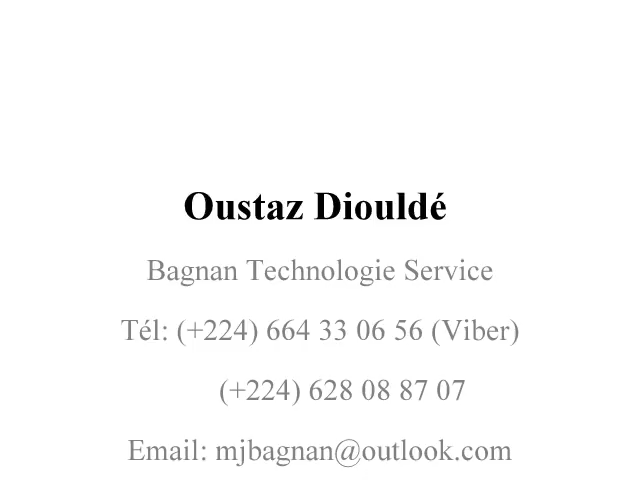 Oustaz Diouldé
Bagnan Technologie Service
Tél: (+224) 664 33 06 56 (Viber)
(+224) 628 08 87 07
Email: mjbagnan@outlook.com